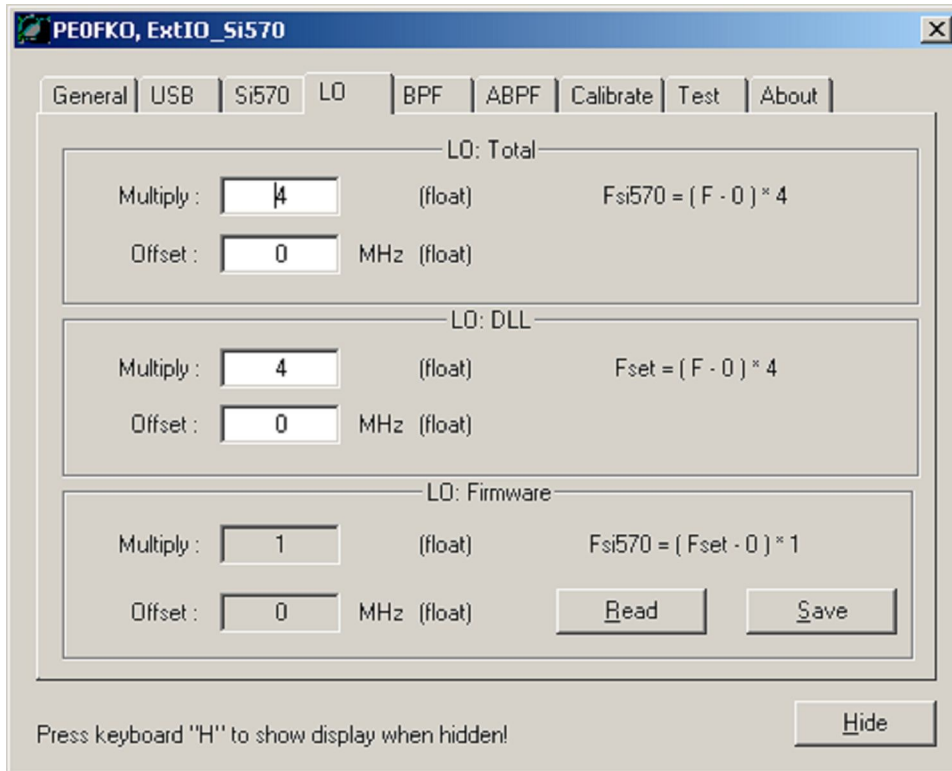 PE0FKO, ExtIO_Si570
General USB Si570 LO BPF ABPF Calibrate Test About
LO: Total
Multiply : 4 (float) Fsi570 = ( F - 0 ) * 4
Offset : 0 MHz (float)
LO: DLL
Multiply : 4 (float) Fset = ( F - 0 ) * 4
Offset : 0 MHz (float)
LO: Firmware
Multiply : 1 (float) Fsi570 = ( Fset - 0 ) * 1
Offset : 0 MHz (float) Read Save
Press keyboard "H" to show display when hidden! Hide